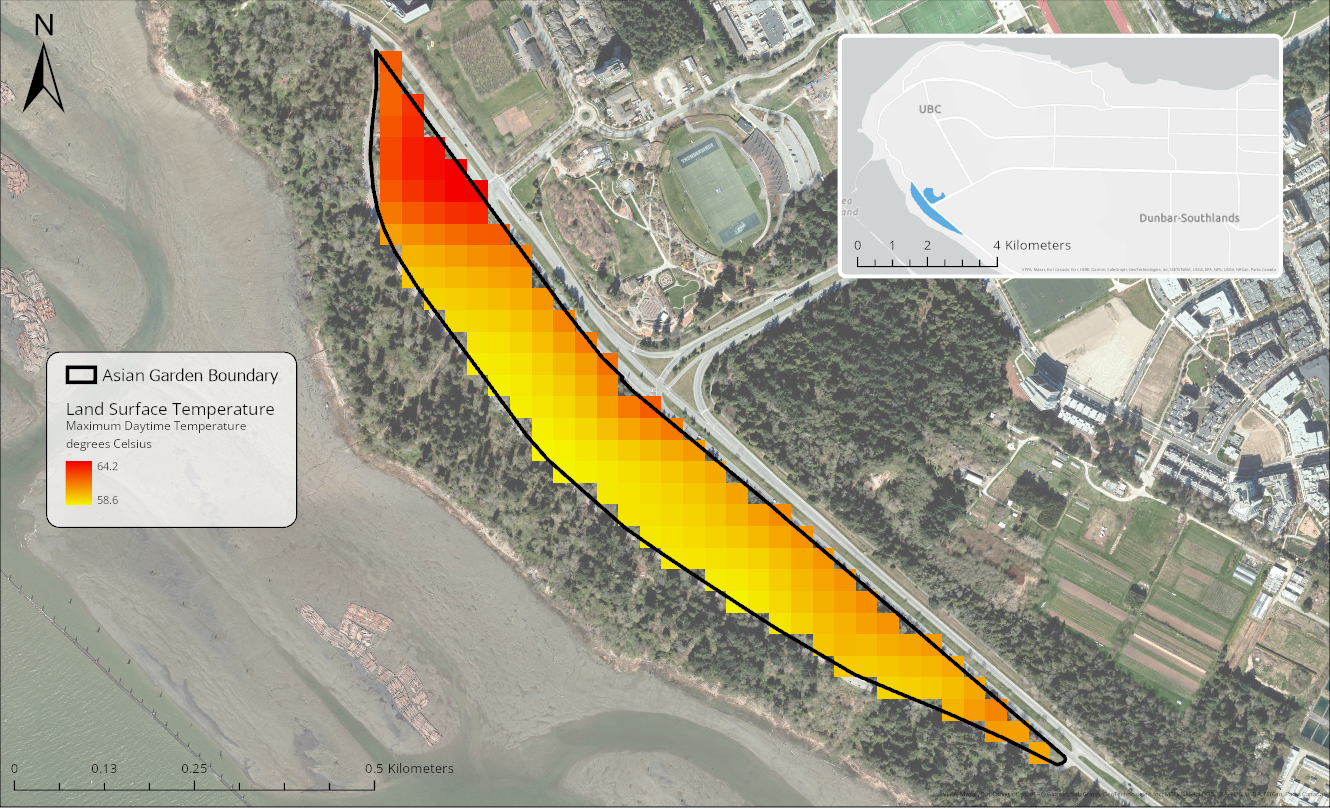 N
UBC
Dunbar-Southlands
0 1 2 4 Kilometers
Asian Garden Boundary
Land Surface Temperature
Maximum Daytime Temperature
degrees Celsius
64.2
58.6
0 0.13 0.25 0.5 Kilometers